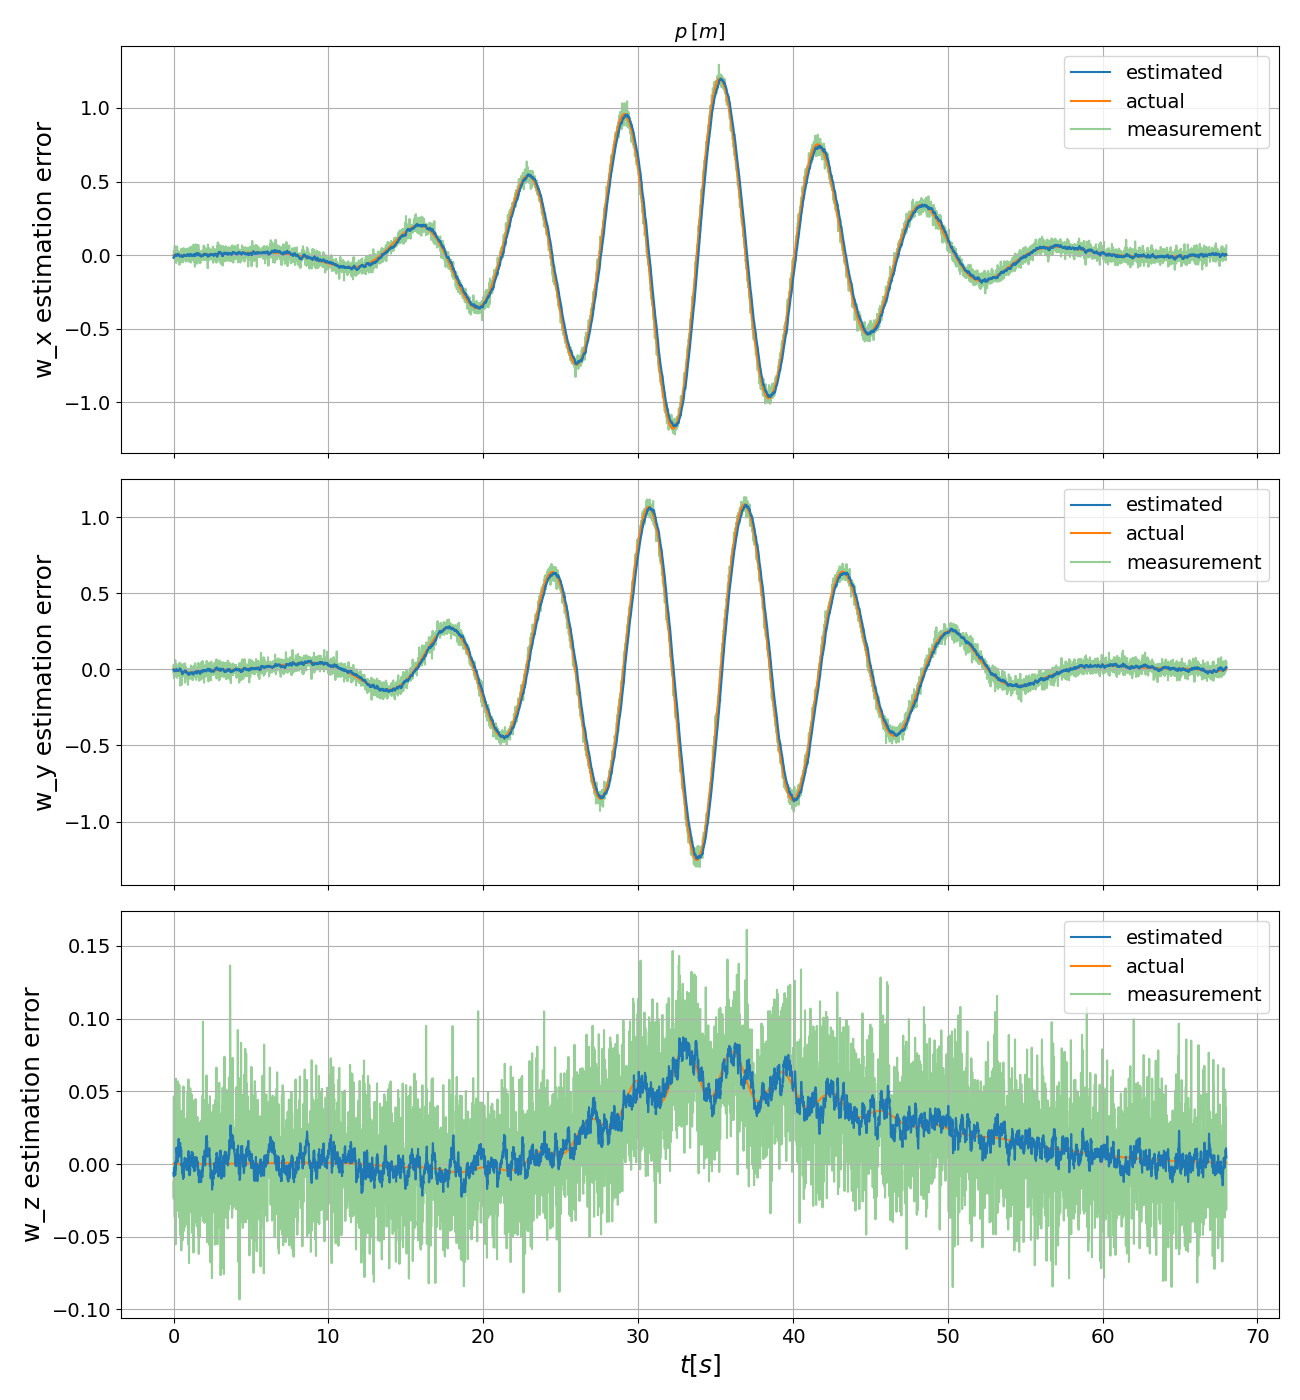 p [m]
w_x estimation error
1.0
0.5
0.0
−0.5
−1.0
estimated
actual
measurement
w_y estimation error
1.0
0.5
0.0
−0.5
−1.0
estimated
actual
measurement
w_z estimation error
0.15
0.10
0.05
0.00
−0.05
−0.10
estimated
actual
measurement
0 10 20 30 40 50 60 70
t[s]